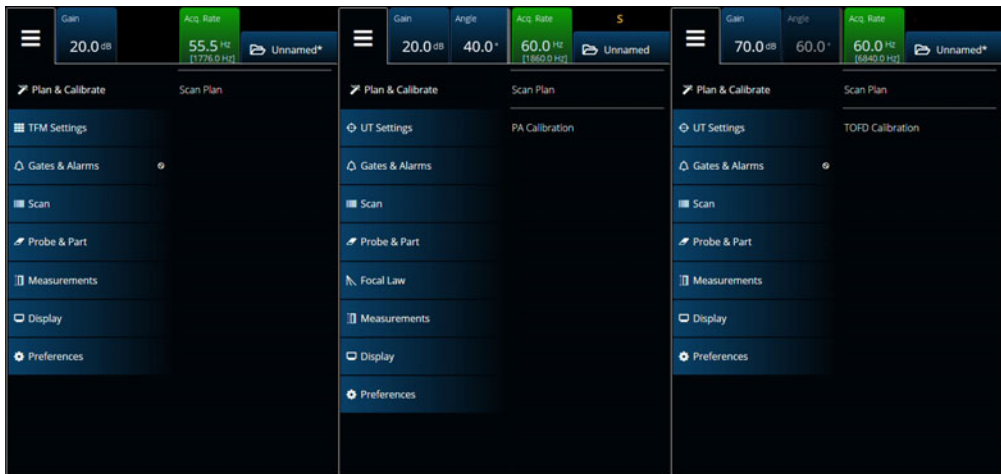 Gain
20.0 dB
Acq. Rate
55.5 Hz
[1776.0 Hz]
Unnamed*
Plan & Calibrate
Scan Plan
TFM Settings
Gates & Alarms
Scan
Probe & Part
Measurements
Display
Preferences
Gain
20.0 dB
Angle
40.0°
Acq. Rate
60.0 Hz
[1860.0 Hz]
S
Unnamed
Plan & Calibrate
Scan Plan
UT Settings
PA Calibration
Gates & Alarms
Scan
Probe & Part
Focal Law
Measurements
Display
Preferences
Gain
70.0 dB
Angle
60.0°
Acq. Rate
60.0 Hz
[6840.0 Hz]
Unnamed*
Plan & Calibrate
Scan Plan
UT Settings
TOFD Calibration
Gates & Alarms
Scan
Probe & Part
Measurements
Display
Preferences